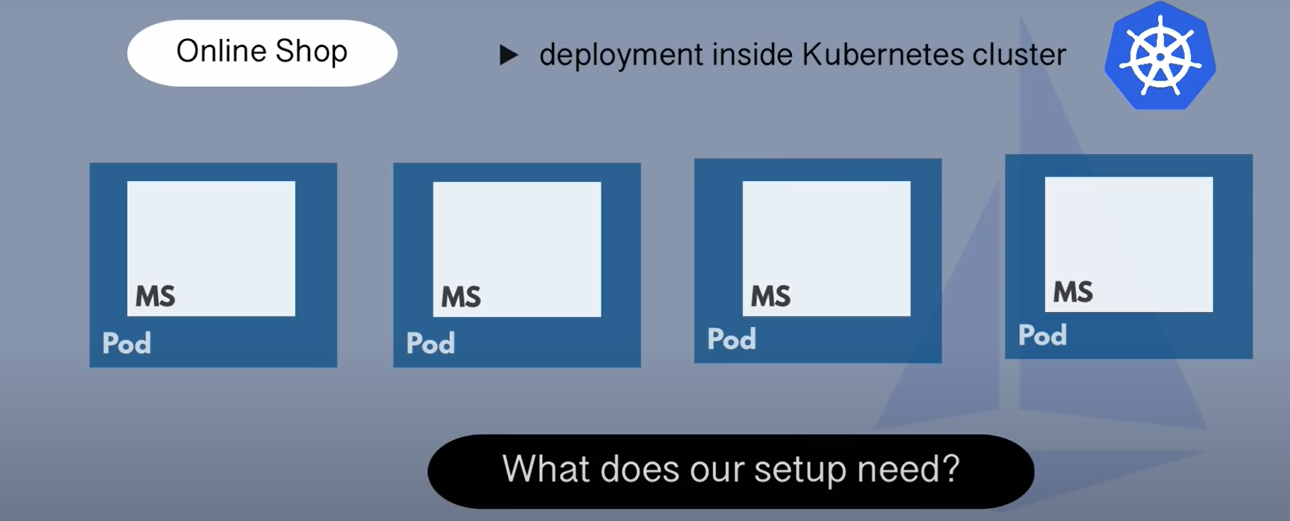 Online Shop
deployment inside Kubernetes cluster
MS
Pod
MS
Pod
MS
Pod
MS
Pod
What does our setup need?